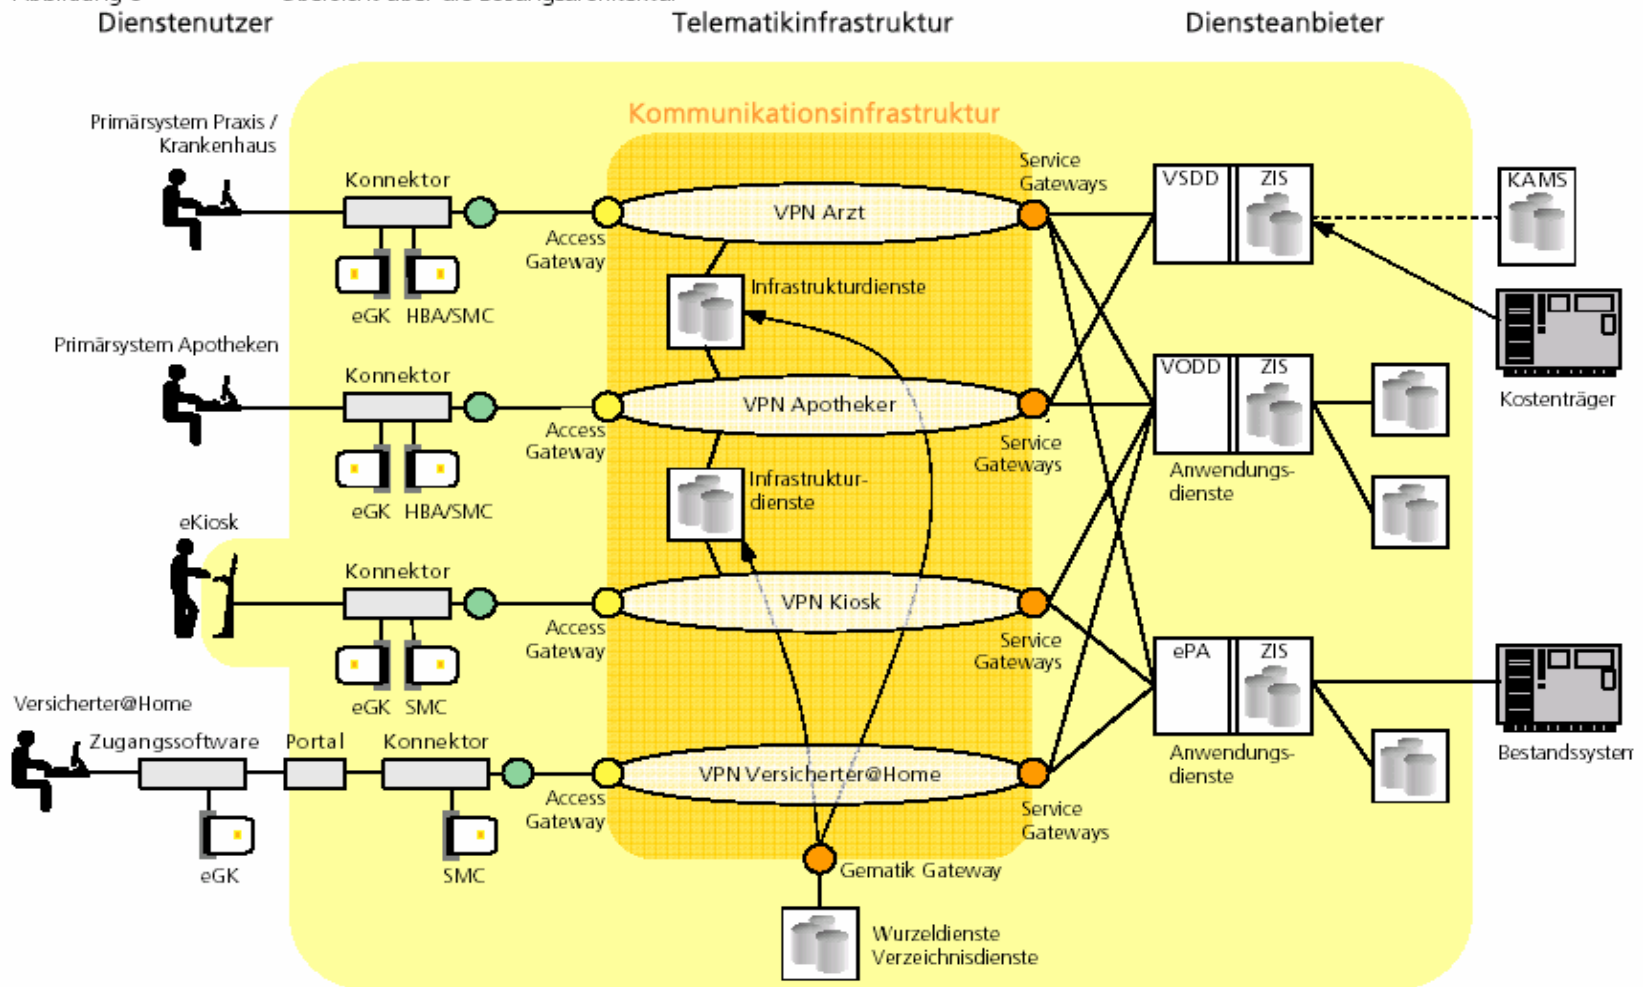 Dienstenutzer
Telematikinfrastruktur
Diensteanbieter
Kommunikationsinfrastruktur
Primärsystem Praxis /
Krankenhaus
Konnektor
eGK
HBA/SMC
Access
Gateway
VPN Arzt
Service
Gateways
VSDD
ZIS
KAMS
Infrastrukturdienste
Kostenträger
Primärsystem Apotheken
Konnektor
eGK
HBA/SMC
Access
Gateway
VPN Apotheker
Service
Gateways
VODD
ZIS
Anwendungs-
dienste
Infrastruktur-
dienste
eKiosk
Konnektor
eGK
SMC
Access
Gateway
VPN Kiosk
Service
Gateways
ePA
ZIS
Anwendungs-
dienste
Bestandssystem
Versicherter@Home
Zugangssoftware
Portal
Konnektor
eGK
SMC
Access
Gateway
VPN Versicherter@Home
Service
Gateways
Gematik Gateway
Wurzeldienste
Verzeichnisdienste